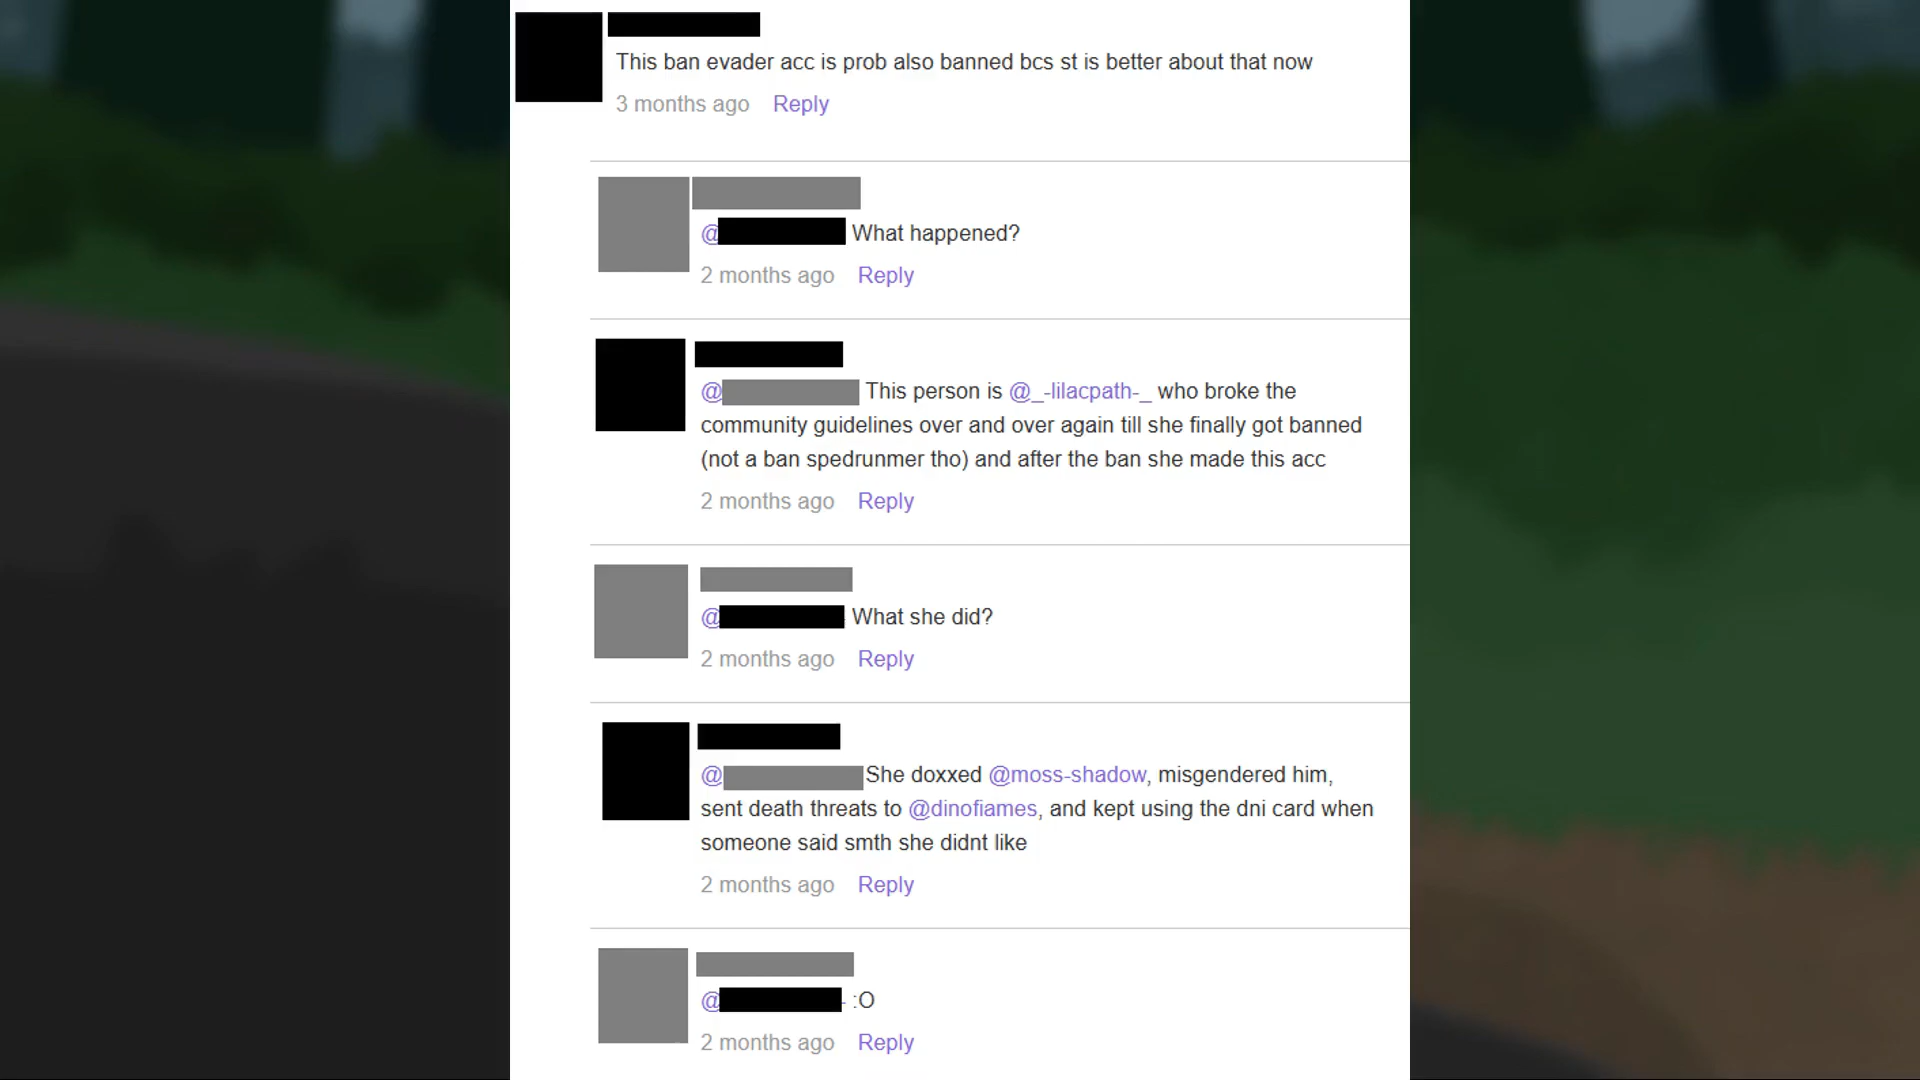 This ban evader acc is prob also banned bcs st is better about that now
3 months ago Reply
@ What happened?
2 months ago Reply
@ This person is @_-lilacpath-_ who broke the
community guidelines over and over again till she finally got banned
(not a ban spedrunmer tho) and after the ban she made this acc
2 months ago Reply
@ What she did?
2 months ago Reply
@ She doxxed @moss-shadow, misgendered him,
sent death threats to @dinofiames, and kept using the dni card when
someone said smth she didnt like
2 months ago Reply
@ :O
2 months ago Reply